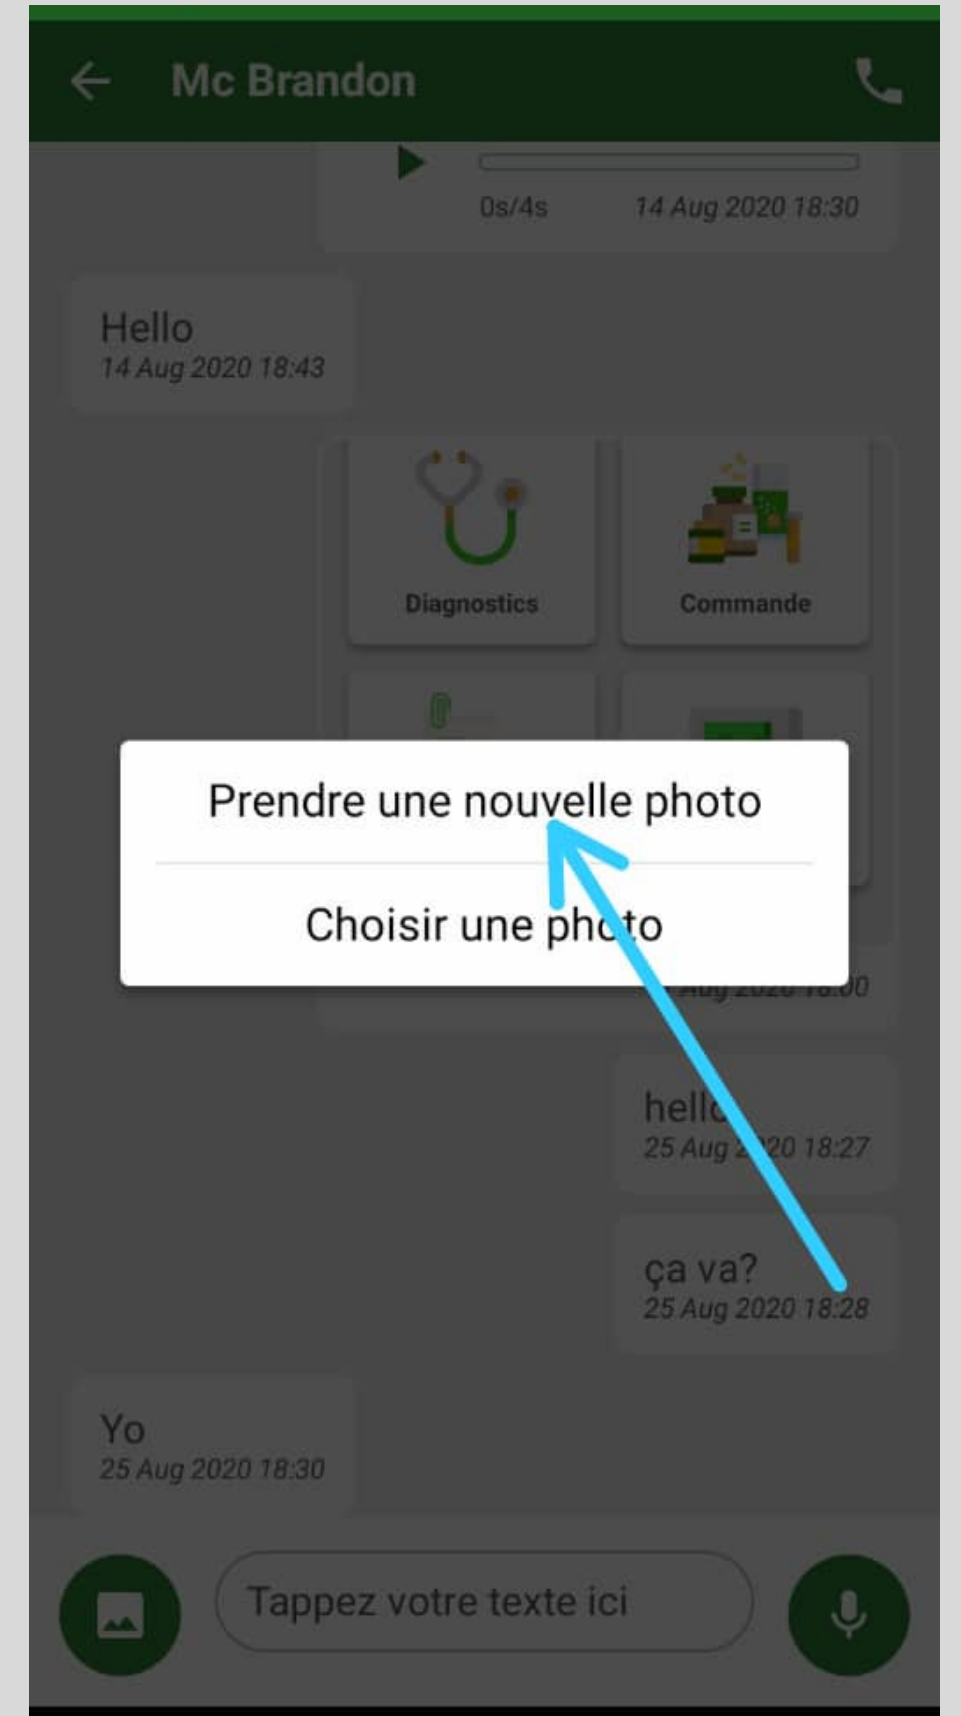 Mc Brandon
0s/4s 14 Aug 2020 18:30
Hello
14 Aug 2020 18:43
Diagnostics Commande
Prendre une nouvelle photo
Choisir une photo
Aug 2020
hello
25 Aug 2020 18:27
ça va?
25 Aug 2020 18:28
Yo
25 Aug 2020 18:30
Tappez votre texte ici